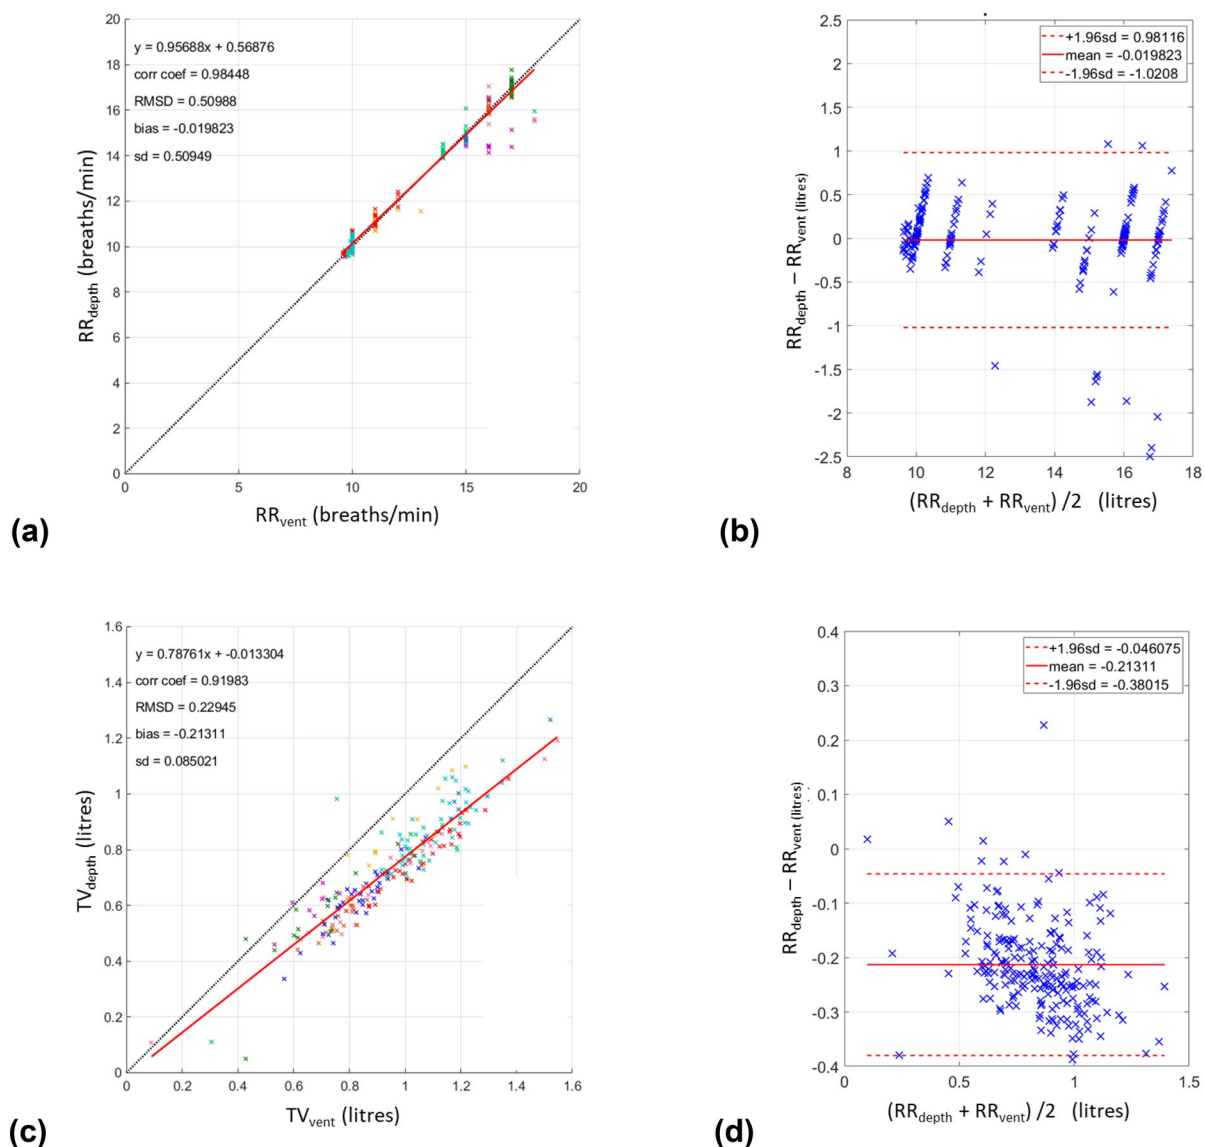 20
18
16
14
12
10
8
6
4
2
0
y = 0.95688x + 0.56876
corr coef = 0.98448
RMSD = 0.50988
bias = -0.019823
sd = 0.50949
RRdepth (breaths/min)
0 5 10 15 20
RRvent (breaths/min)
(a)
2.5
2
1.5
1
0.5
0
-0.5
-1
-1.5
-2
-2.5
+1.96sd = 0.98116
mean = -0.019823
-1.96sd = -1.0208
RRdepth – RRvent (litres)
8 10 12 14 16 18
(RRdepth + RRvent) /2 (litres)
(b)
1.6
1.4
1.2
1
0.8
0.6
0.4
0.2
0
y = 0.78761x + -0.013304
corr coef = 0.91983
RMSD = 0.22945
bias = -0.21311
sd = 0.085021
TVdepth (litres)
0 0.2 0.4 0.6 0.8 1 1.2 1.4 1.6
TVvent (litres)
(c)
0.4
0.3
0.2
0.1
0
-0.1
-0.2
-0.3
-0.4
+1.96sd = -0.046075
mean = -0.21311
-1.96sd = -0.38015
RRdepth – RRvent (litres)
0 0.5 1 1.5
(RRdepth + RRvent) /2 (litres)
(d)